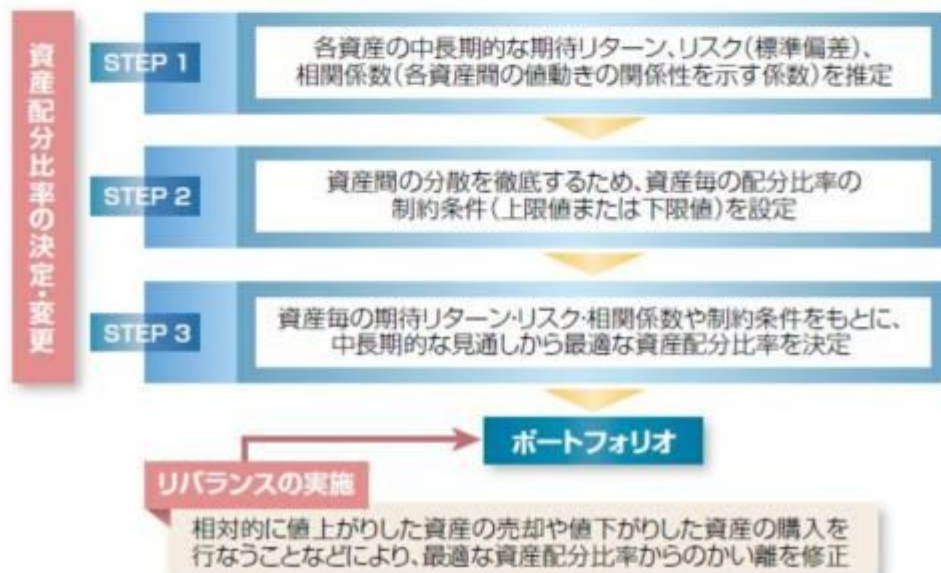 資産配分比率の決定・変更
STEP 1
各資産の中長期的な期待リターン、リスク(標準偏差)、
相関係数(各資産間の値動きの関係性を示す係数)を推定
STEP 2
資産間の分散を徹底するため、資産毎の配分比率の
制約条件(上限値または下限値)を設定
STEP 3
資産毎の期待リターン・リスク・相関係数や制約条件をもとに、
中長期的な見通しから最適な資産配分比率を決定
ポートフォリオ
リバランスの実施
相対的に値上がりした資産の売却や値下がりした資産の購入を
行なうことなどにより、最適な資産配分比率からのかい離を修正